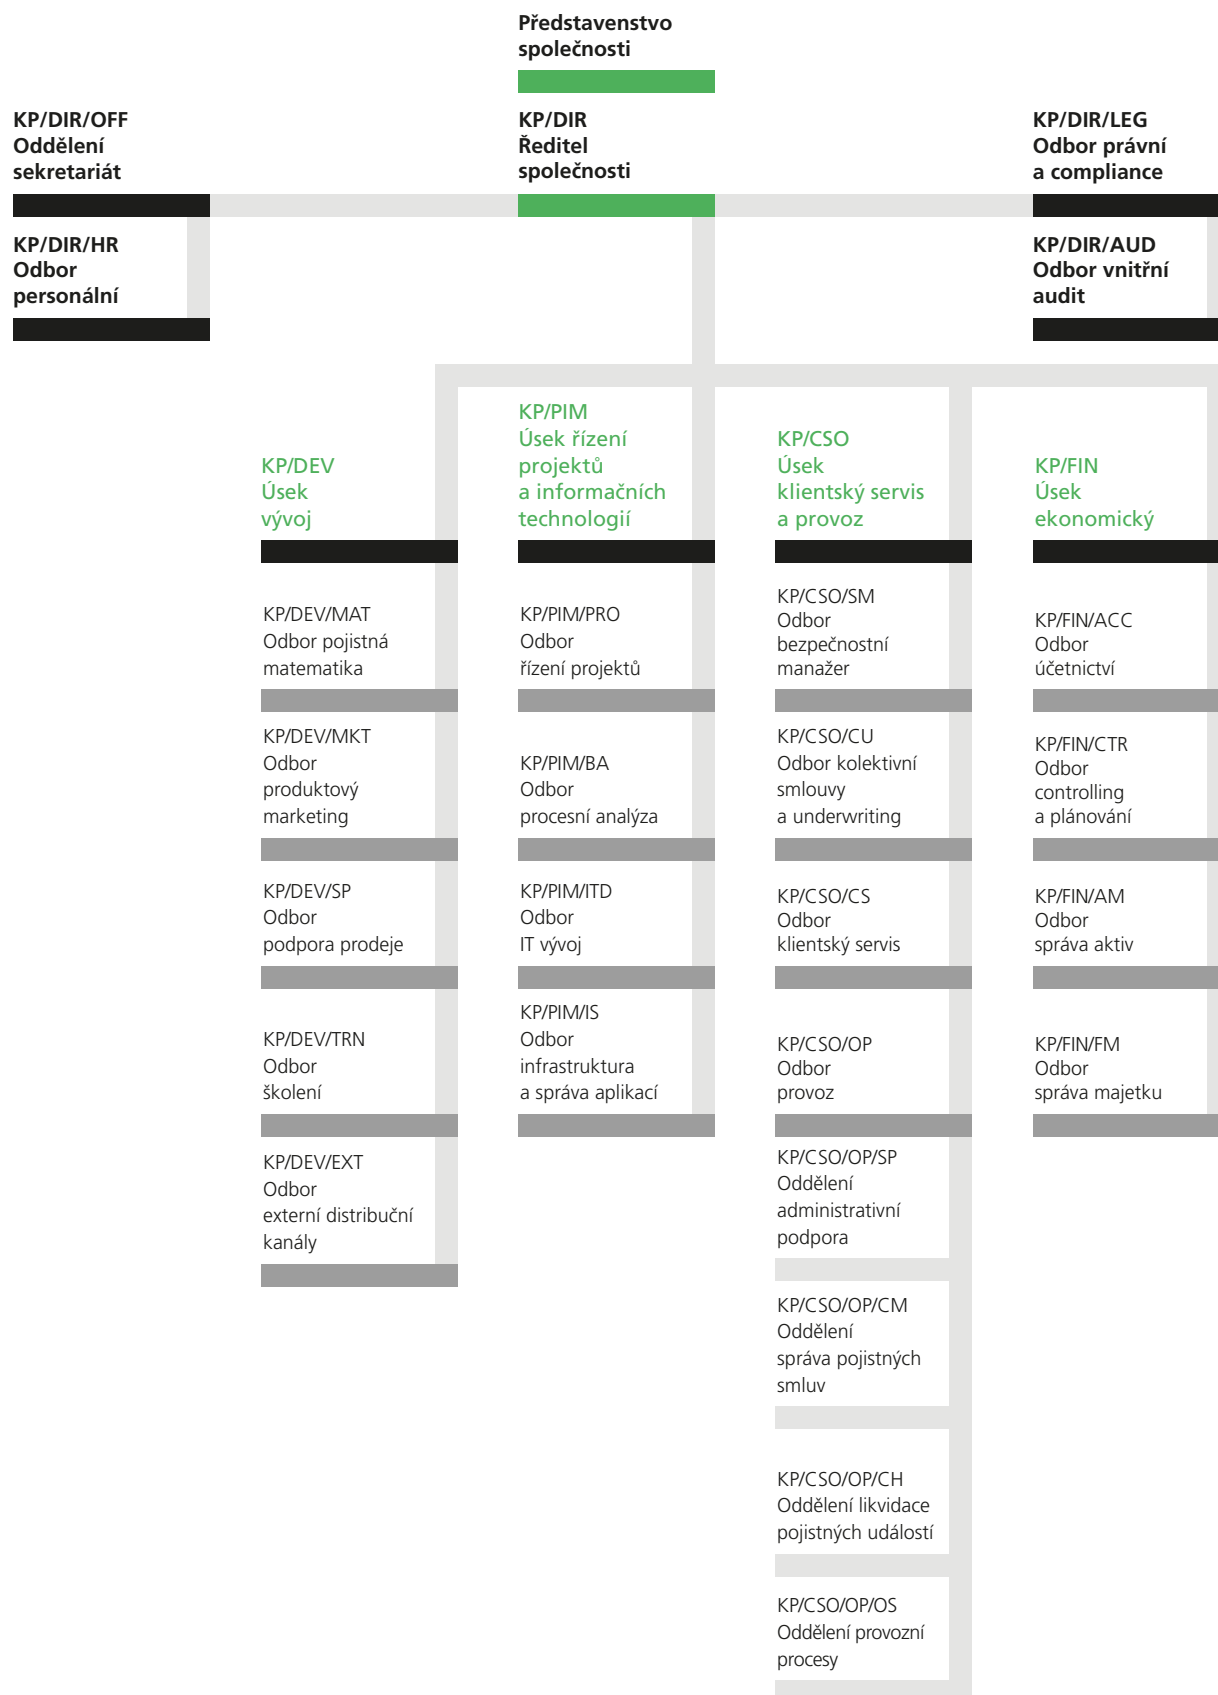 Představenstvo
společnosti
KP/DIR/OFF
Oddělení
sekretariát
KP/DIR
Ředitel
společnosti
KP/DIR/LEG
Odbor právní
a compliance
KP/DIR/HR
Odbor
personální
KP/DIR/AUD
Odbor vnitřní
audit
KP/DEV
Úsek
vývoj
KP/PIM
Úsek řízení
projektů
a informačních
technologií
KP/CSO
Úsek
klientský servis
a provoz
KP/FIN
Úsek
ekonomický
KP/DEV/MAT
Odbor pojistná
matematika
KP/DEV/MKT
Odbor
produktový
marketing
KP/DEV/SP
Odbor
podpora prodeje
KP/DEV/TRN
Odbor
školení
KP/DEV/EXT
Odbor
externí distribuční
kanály
KP/PIM/PRO
Odbor
řízení projektů
KP/PIM/BA
Odbor
procesní analýza
KP/PIM/ITD
Odbor
IT vývoj
KP/PIM/IS
Odbor
infrastruktura
a správa aplikací
KP/CSO/SM
Odbor
bezpečnostní
manažer
KP/CSO/CU
Odbor kolektivní
smlouvy
a underwriting
KP/CSO/CS
Odbor
klientský servis
KP/CSO/OP
Odbor
provoz
KP/CSO/OP/SP
Oddělení
administrativní
podpora
KP/CSO/OP/CM
Oddělení
správa pojistných
smluv
KP/CSO/OP/CH
Oddělení likvidace
pojistných událostí
KP/CSO/OP/OS
Oddělení provozní
procesy
KP/FIN/ACC
Odbor
účetnictví
KP/FIN/CTR
Odbor
controlling
a plánování
KP/FIN/AM
Odbor
správa aktiv
KP/FIN/FM
Odbor
správa majetku